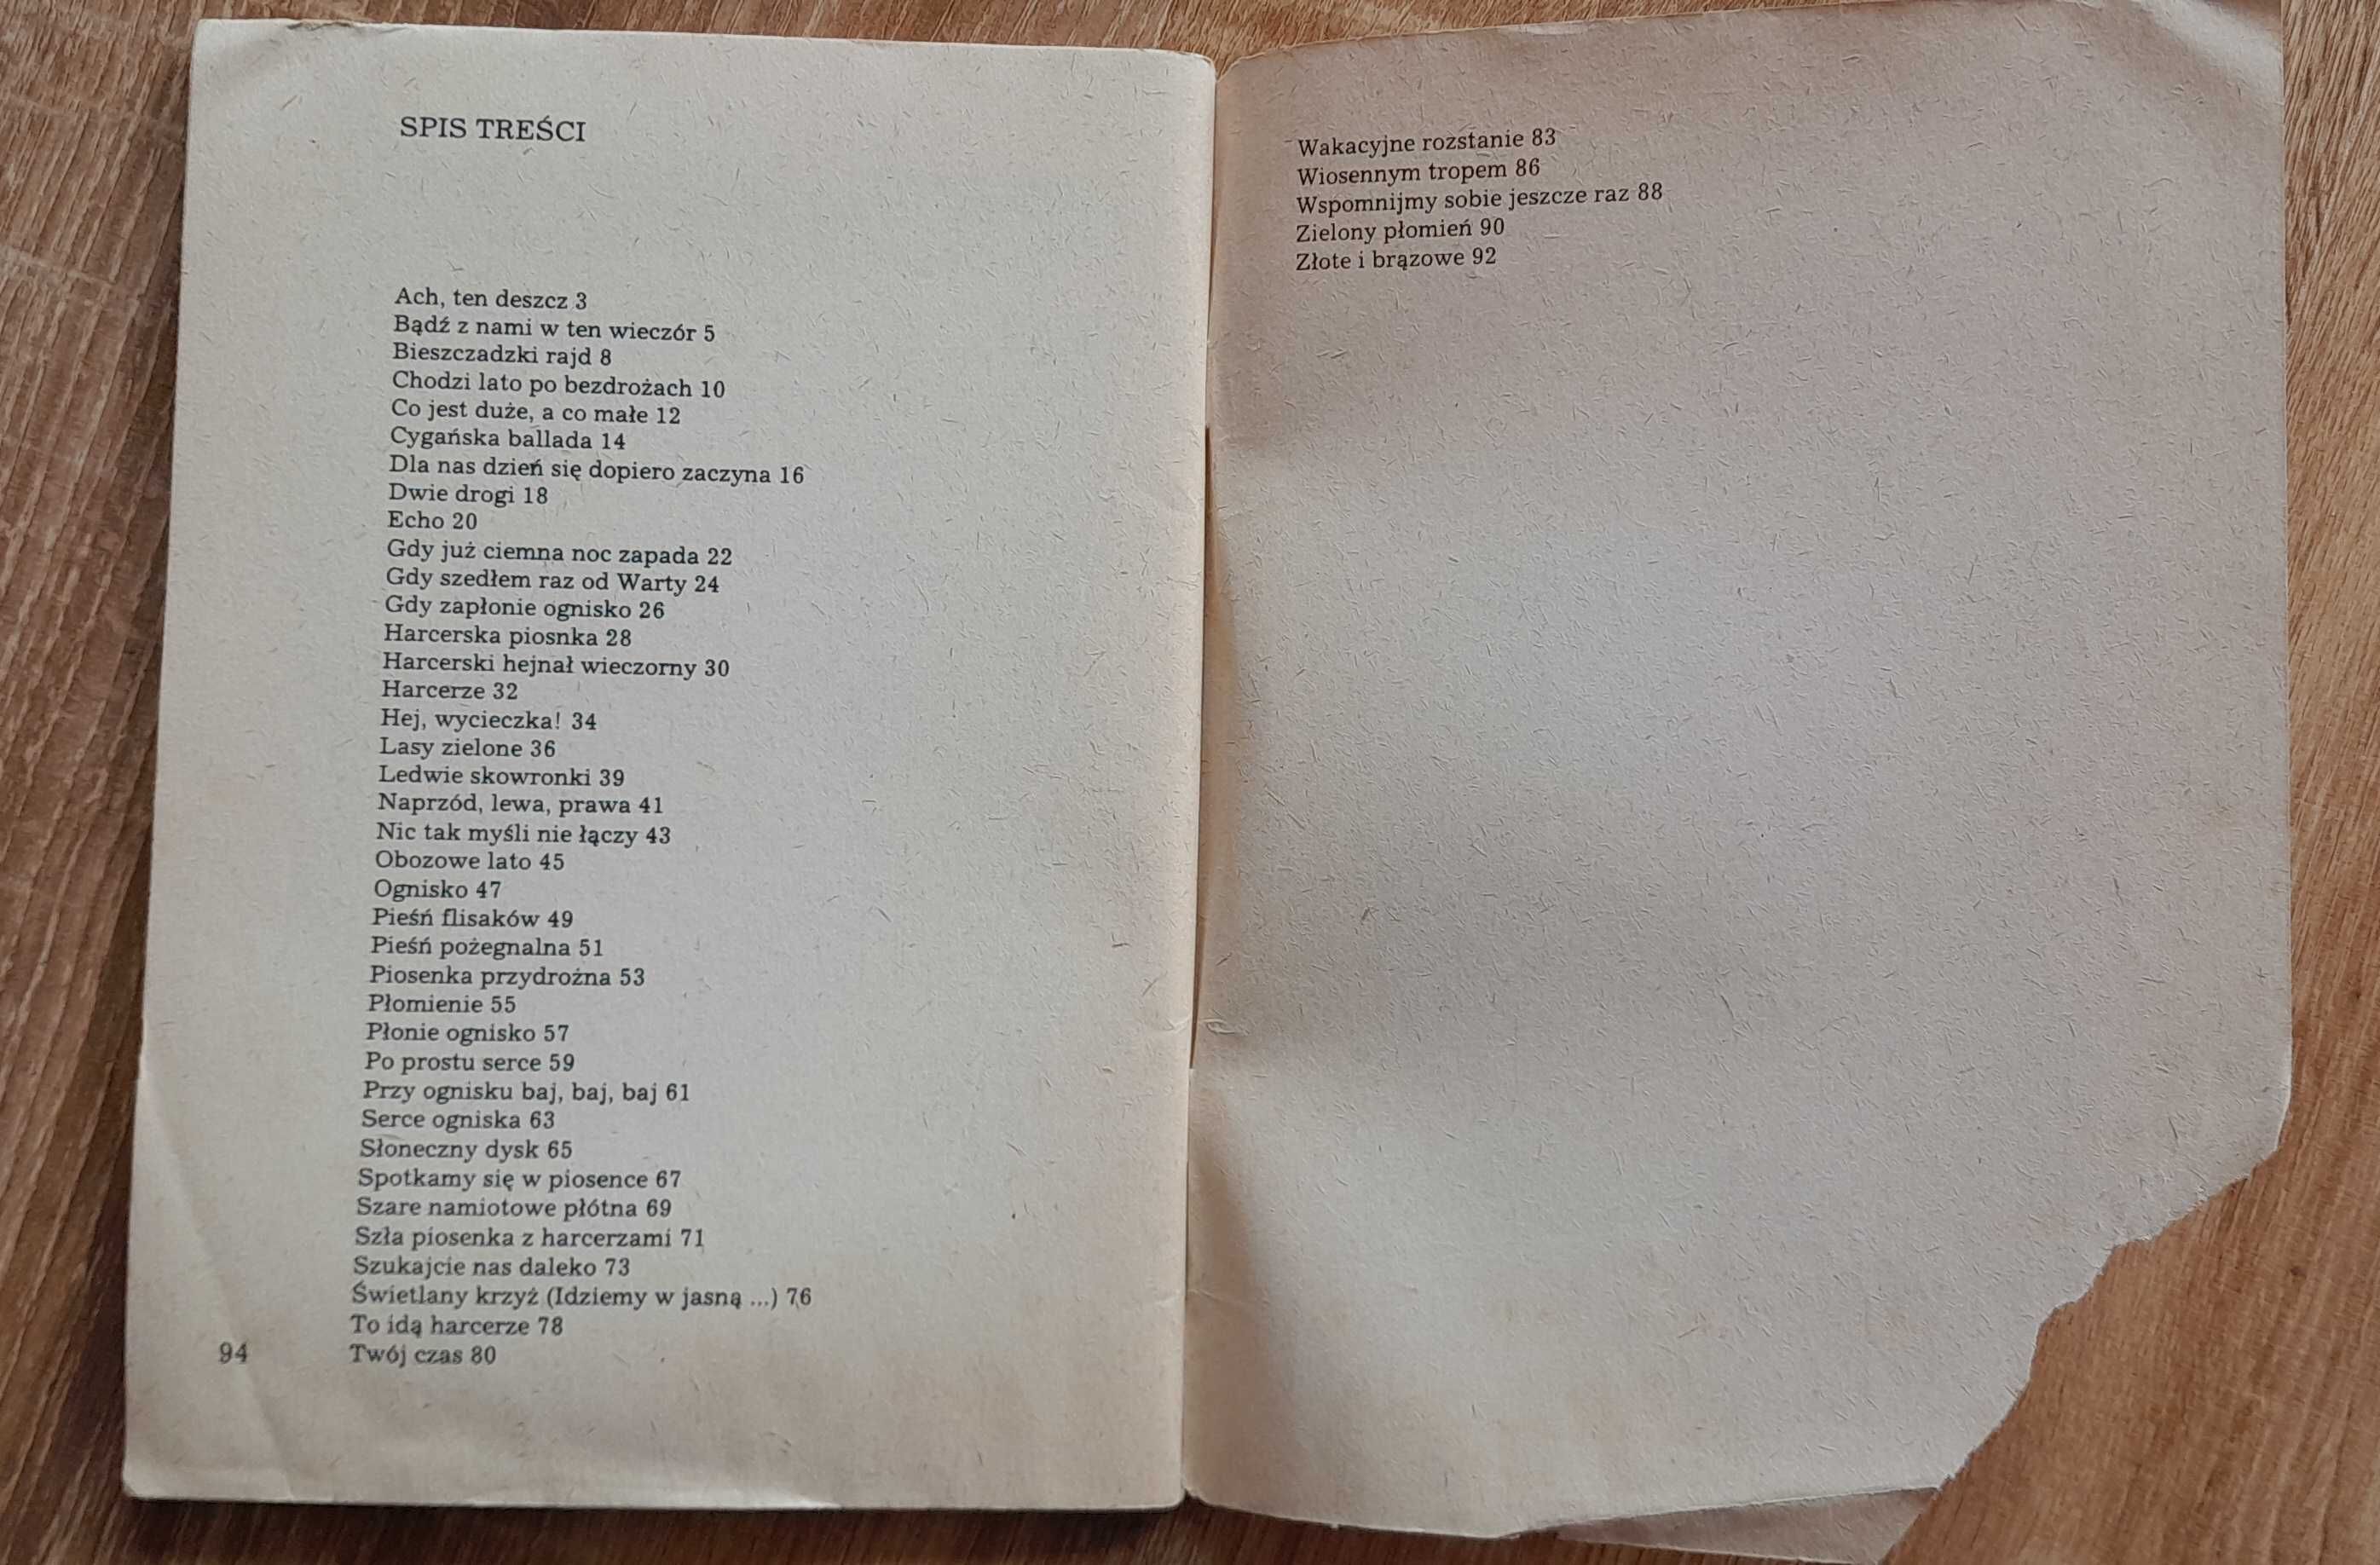 SPIS TREŚCI
Ach, ten deszcz 3
Bądź z nami w ten wieczór 5
Bieszczadzki rajd 8
Chodzi lato po bezdrożach 10
Co jest duże, a co małe 12
Cygańska ballada 14
Dla nas dzień się dopiero zaczyna 16
Dwie drogi 18
Echo 20
Gdy już ciemna noc zapada 22
Gdy szedłem raz od Warty 24
Gdy zapłonie ognisko 26
Harcerska piosnka 28
Harcerski hejnał wieczorny 30
Harcerze 32
Hej, wycieczka! 34
Lasy zielone 36
Ledwie skowronki 39
Naprzód, lewa, prawa 41
Nic tak myśli nie łączy 43
Obozowe lato 45
Ognisko 47
Pieśń flisaków 49
Pieśń pożegnalna 51
Piosenka przydrożna 53
Płomienie 55
Płonie ognisko 57
Po prostu serce 59
Przy ognisku baj, baj, baj 61
Serce ogniska 63
Słoneczny dysk 65
Spotkamy się w piosence 67
Szare namiotowe płótna 69
Szła piosenka z harcerzami 71
Szukajcie nas daleko 73
Świetlany krzyż (Idziemy w jasną ...) 76
To idą harcerze 78
Twój czas 80
94
Wakacyjne rozstanie 83
Wiosennym tropem 86
Wspomnijmy sobie jeszcze raz 88
Zielony płomień 90
Złote i brązowe 92